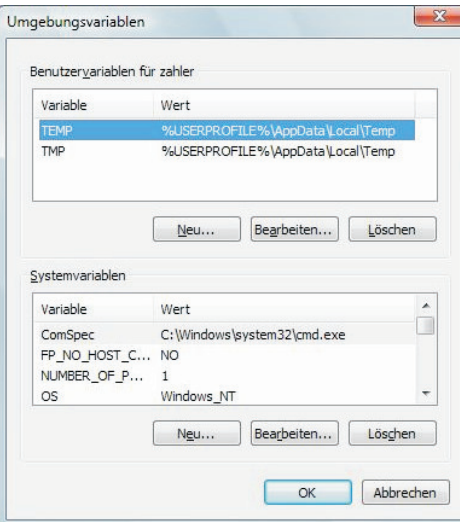 Umgebungsvariablen
Benutzervariablen für zahler
Variable Wert
TEMP %USERPROFILE%\AppData\Local\Temp
TMP %USERPROFILE%\AppData\Local\Temp
Neu... Bearbeiten... Löschen
Systemvariablen
Variable Wert
ComSpec C:\Windows\system32\cmd.exe
FP_NO_HOST_C... NO
NUMBER_OF_P... 1
OS Windows_NT
Neu... Bearbeiten... Löschen
OK Abbrechen